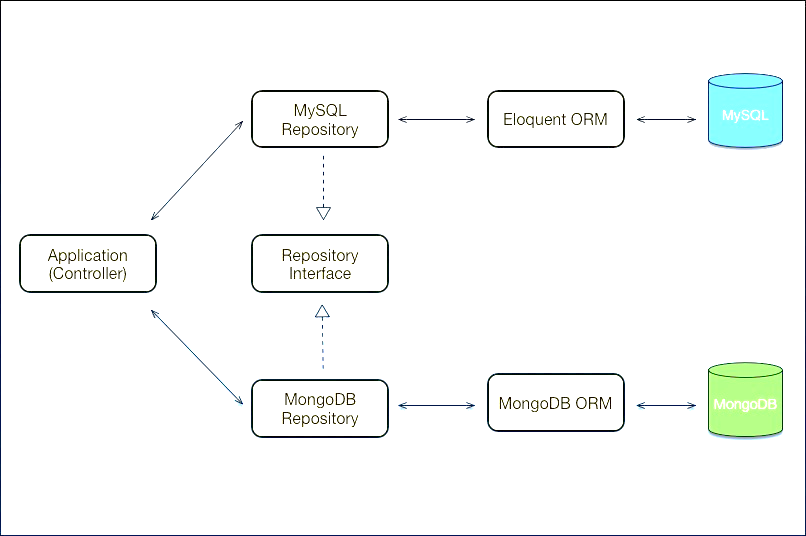 MySQL
Repository
Eloquent ORM
MySQL
Application
(Controller)
Repository
Interface
MongoDB
Repository
MongoDB ORM
MongoDB